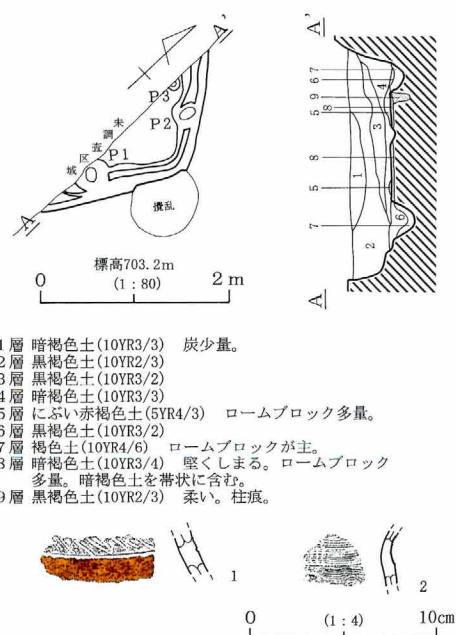 A'
P3
P2
P1
未調査区域
攪乱
A
標高703.2m
0 (1:80) 2m
A'
7
6
9
8
5
8
5
7
4
3
1
6
2
A
1層 暗褐色土(10YR3/3) 炭少量。
2層 黒褐色土(10YR2/3)
3層 黒褐色土(10YR3/2)
4層 暗褐色土(10YR3/3)
5層 にぶい赤褐色土(5YR4/3) ロームブロック多量。
6層 黒褐色土(10YR3/2)
7層 褐色土(10YR4/6) ロームブロックが主。
8層 暗褐色土(10YR3/4) 堅くしまる。ロームブロック
多量。暗褐色土を帯状に含む。
9層 黒褐色土(10YR2/3) 柔い。柱痕。
1
2
0 (1:4) 10cm